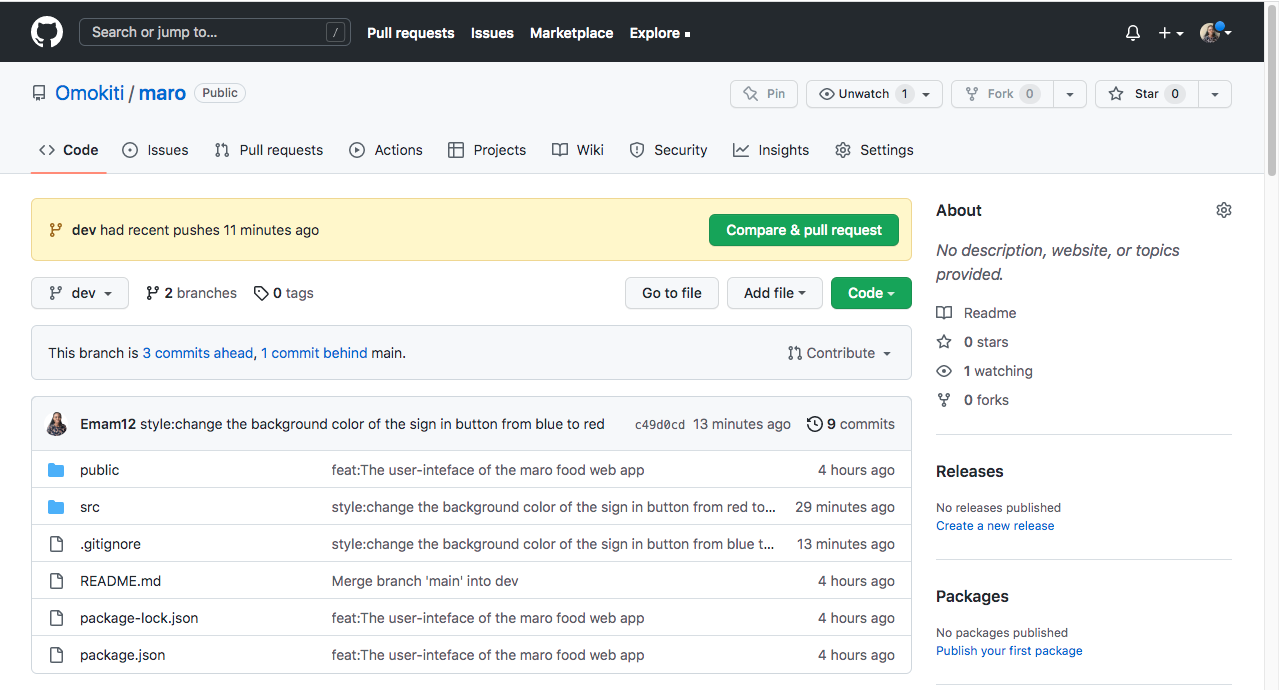 Search or jump to... /
Pull requests Issues Marketplace Explore
Omokiti / maro Public
Pin Unwatch 1 Fork 0 Star 0
Code Issues Pull requests Actions Projects Wiki Security Insights Settings
dev had recent pushes 11 minutes ago Compare & pull request
dev 2 branches 0 tags Go to file Add file Code
This branch is 3 commits ahead, 1 commit behind main. Contribute
Emam12 style:change the background color of the sign in button from blue to red c49d0cd 13 minutes ago 9 commits
public feat:The user-inteface of the maro food web app 4 hours ago
src style:change the background color of the sign in button from red to... 29 minutes ago
.gitignore style:change the background color of the sign in button from blue t... 13 minutes ago
README.md Merge branch 'main' into dev 4 hours ago
package-lock.json feat:The user-inteface of the maro food web app 4 hours ago
package.json feat:The user-inteface of the maro food web app 4 hours ago
About
No description, website, or topics
provided.
Readme
0 stars
1 watching
0 forks
Releases
No releases published
Create a new release
Packages
No packages published
Publish your first package